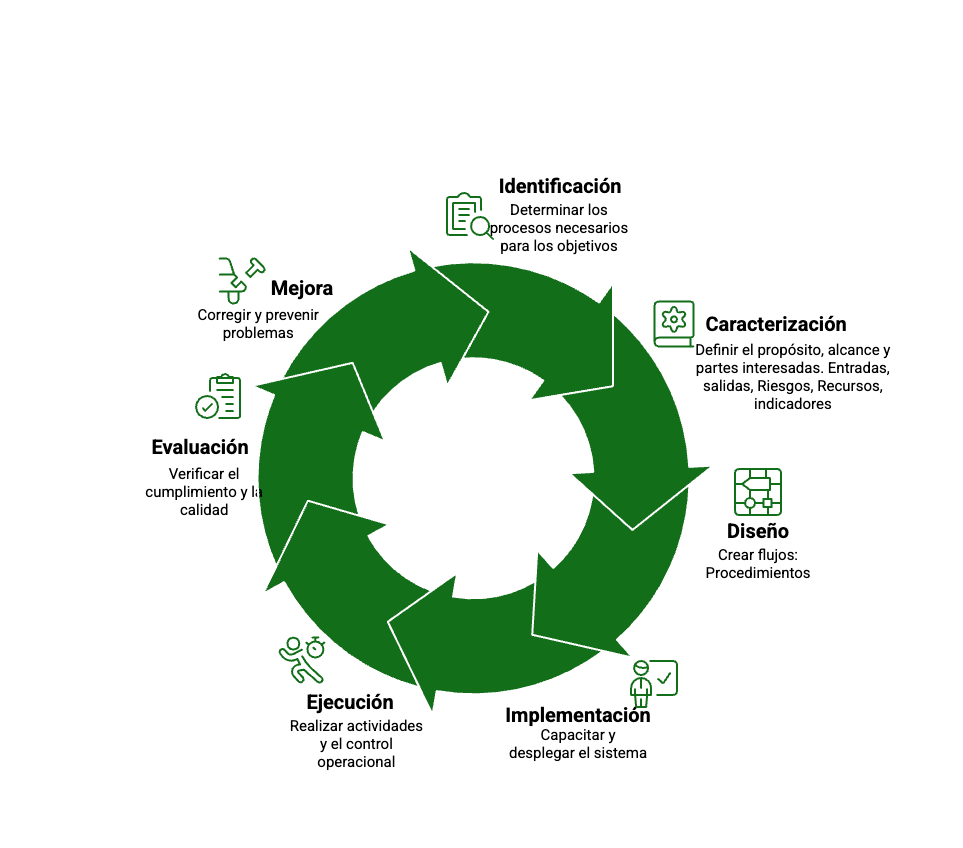 Identificación
Determinar los
procesos necesarios
para los objetivos
Caracterización
Definir el propósito, alcance y
partes interesadas. Entradas,
salidas, Riesgos, Recursos,
indicadores
Diseño
Crear flujos:
Procedimientos
Implementación
Capacitar y
desplegar el sistema
Ejecución
Realizar actividades
y el control
operacional
Evaluación
Verificar el
cumplimiento y la
calidad
Mejora
Corregir y prevenir
problemas